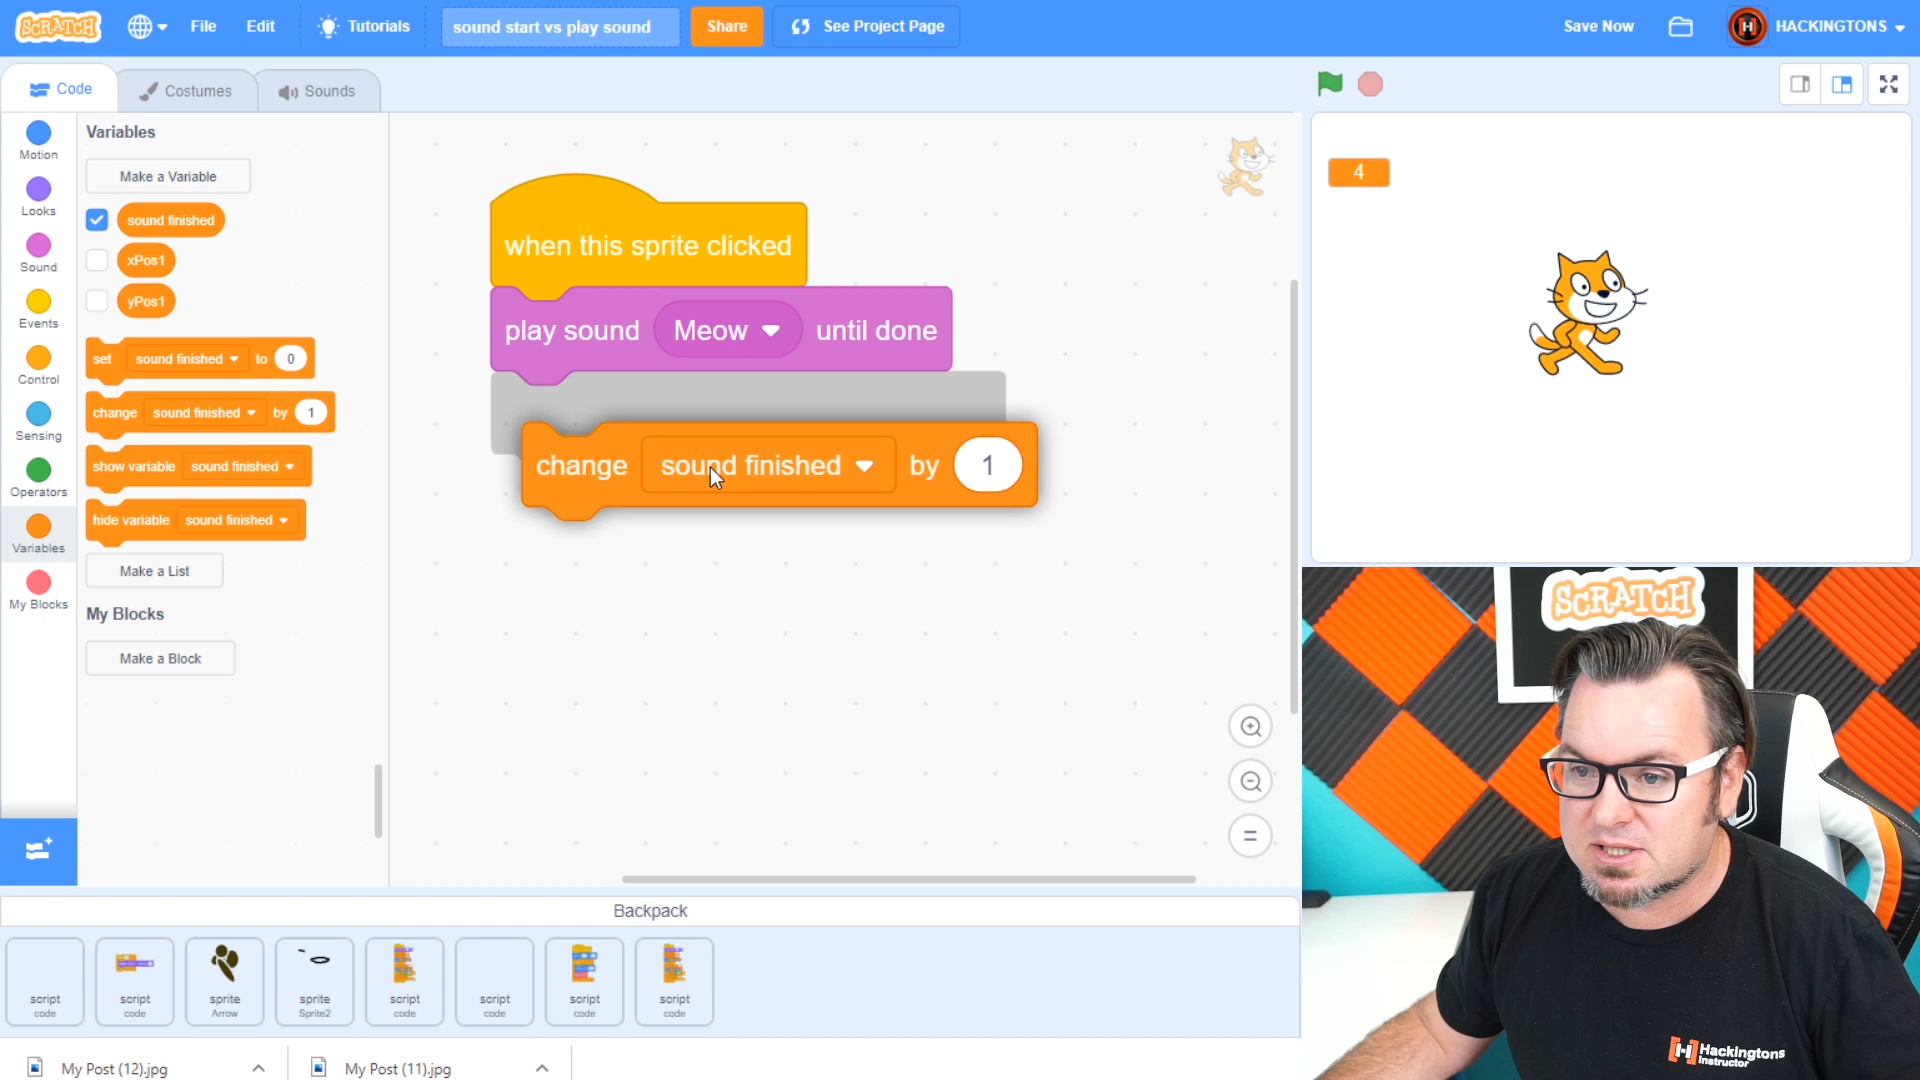 SCRATCH
File
Edit
Tutorials
sound start vs play sound
Share
See Project Page
Save Now
HACKINGTONS
Code
Costumes
Sounds
Motion
Looks
Sound
Events
Control
Sensing
Operators
Variables
My Blocks
Variables
Make a Variable
sound finished
xPos1
yPos1
set sound finished to 0
change sound finished by 1
show variable sound finished
hide variable sound finished
Make a List
My Blocks
Make a Block
when this sprite clicked
play sound Meow until done
change sound finished by 1
4
SCRATCH
Hackingtons
Instructor
Backpack
script
code
script
code
sprite
Arrow
sprite
Sprite2
script
code
script
code
script
code
script
code
My Post (12).jpg
My Post (11).jpg